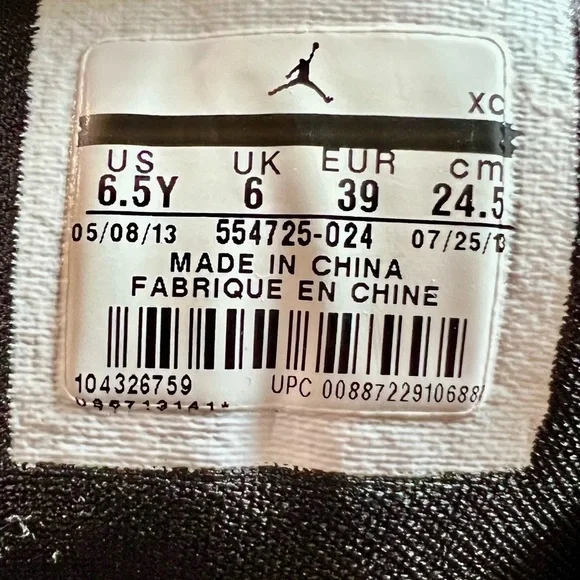 XC
US UK EUR cm
6.5Y 6 39 24.5
05/08/13 554725-024 07/25/13
MADE IN CHINA
FABRIQUE EN CHINE
104326759 UPC 0088722910688